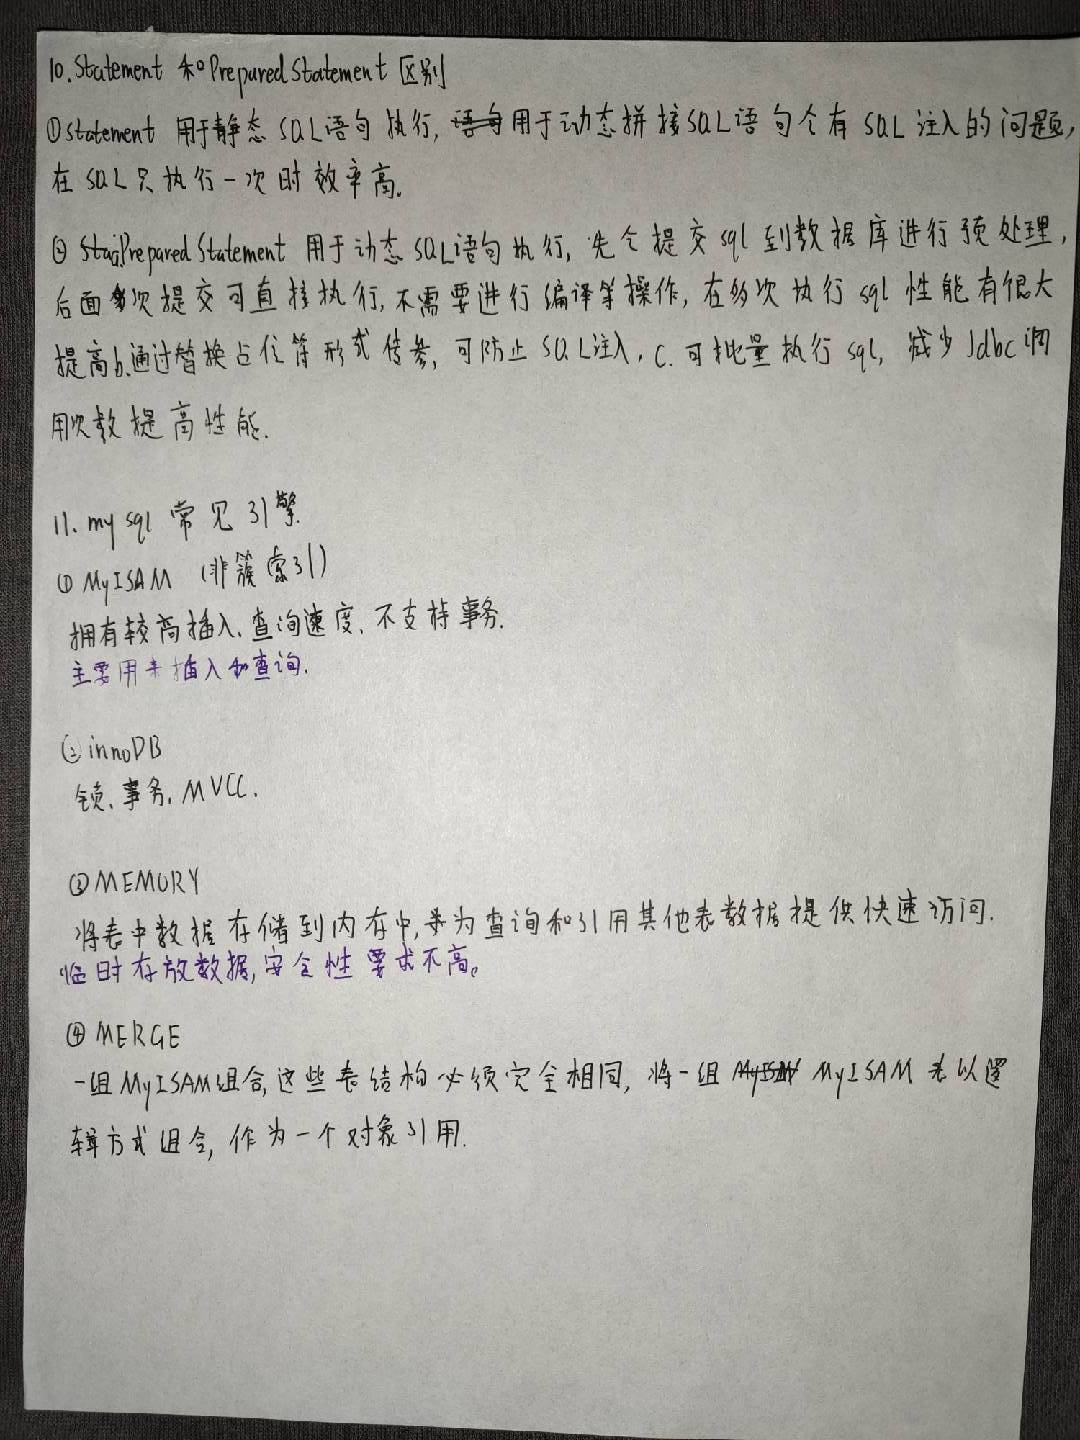 10. Statement 和 Prepared Statement 区别
① statement 用于静态 SQL 语句 执行, 用于动态拼接SQL语句会有 SQL 注入的问题,
在 SQL 只执行一次时效率高.
② Prepared Statement 用于动态 SQL语句执行, 先会提交 sql 到数据库进行预处理,
后面多次提交可直接执行, 不需要进行编译等操作, 在多次执行 sql 性能有很大
提高 b.通过替换占位符形式传参, 可防止 SQL注入, c. 可批量执行 sql, 减少 Jdbc 调
用次数提高性能.
11. my sql 常见引擎
① MyISAM (非簇索引)
拥有较高插入、查询速度、不支持事务.
主要用来插入和查询.
② innoDB
锁、事务. MVCC.
③ MEMORY
将表中数据存储到内存中, 为查询和引用其他表数据提供快速访问.
临时存放数据, 安全性要求不高。
④ MERGE
一组 MyISAM组合, 这些表结构必须完全相同, 将一组 MyISAM 表以逻
辑方式组合, 作为一个对象引用.